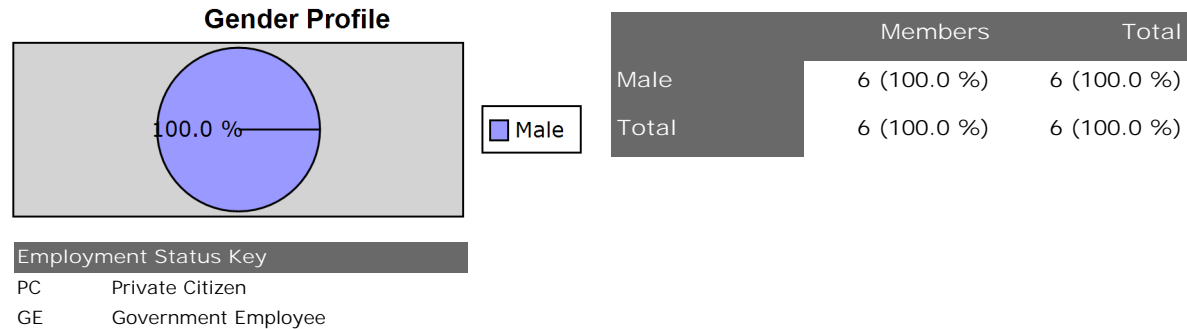 Gender Profile
100.0 %
Male
Members Total
Male 6 (100.0 %) 6 (100.0 %)
Total 6 (100.0 %) 6 (100.0 %)
Employment Status Key
PC Private Citizen
GE Government Employee